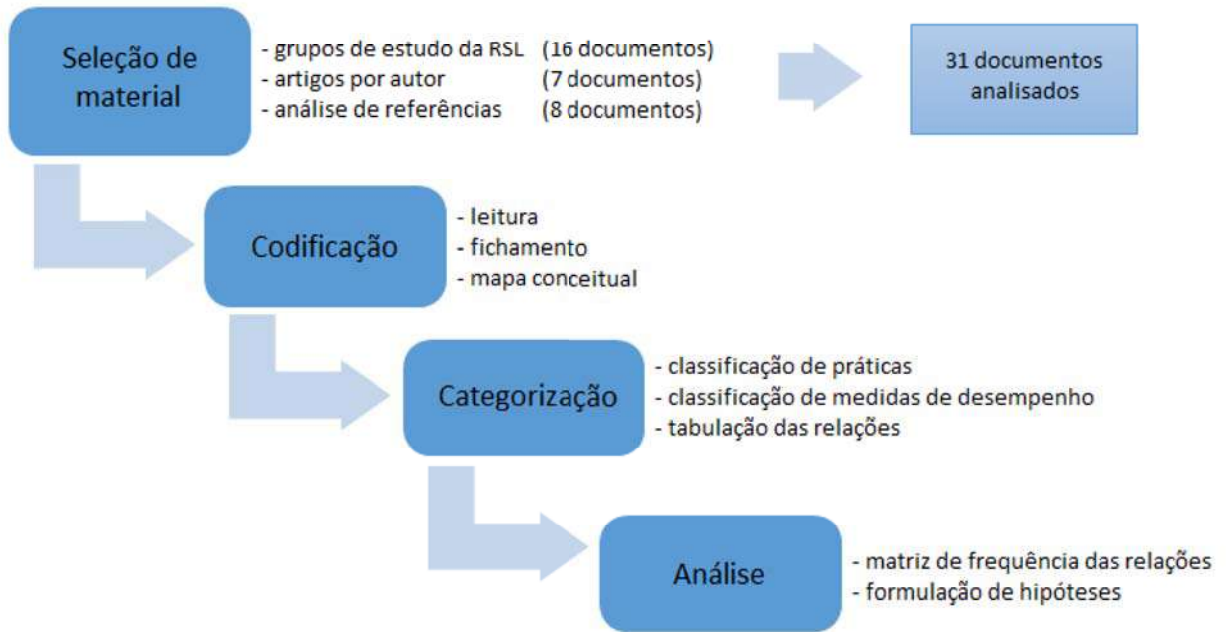 Seleção de
material
- grupos de estudo da RSL (16 documentos)
- artigos por autor (7 documentos)
- análise de referências (8 documentos)
31 documentos
analisados
Codificação
- leitura
- fichamento
- mapa conceitual
Categorização
- classificação de práticas
- classificação de medidas de desempenho
- tabulação das relações
Análise
- matriz de frequência das relações
- formulação de hipóteses